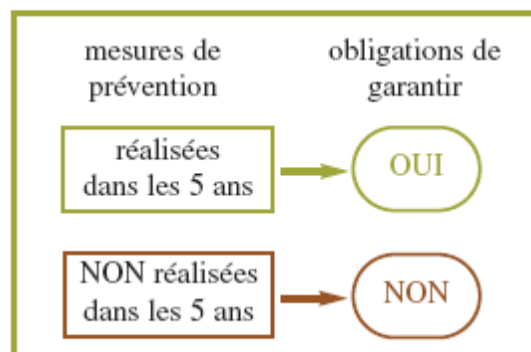 mesures de
prévention
obligations de
garantir
réalisées
dans les 5 ans
OUI
NON réalisées
dans les 5 ans
NON